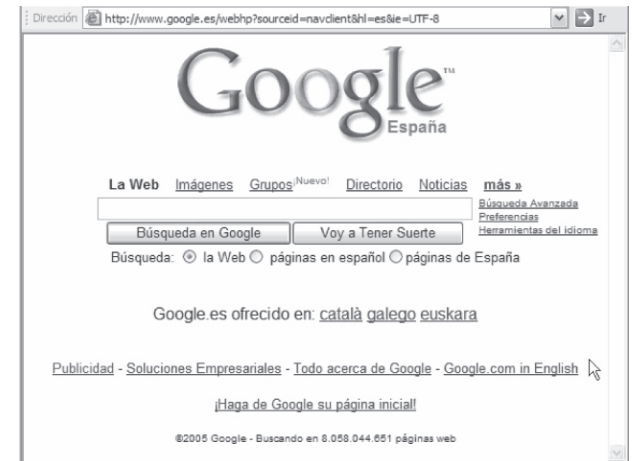 Dirección http://www.google.es/webhp?sourceid=navclient&hl=es&ie=UTF-8 Ir
Google™
España
La Web Imágenes Grupos ¡Nuevo! Directorio Noticias más »
Búsqueda Avanzada
Preferencias
Herramientas del idioma
Búsqueda en Google Voy a Tener Suerte
Búsqueda: la Web páginas en español páginas de España
Google.es ofrecido en: català galego euskara
Publicidad - Soluciones Empresariales - Todo acerca de Google - Google.com in English
¡Haga de Google su página inicial!
©2005 Google - Buscando en 8.058.044.651 páginas web